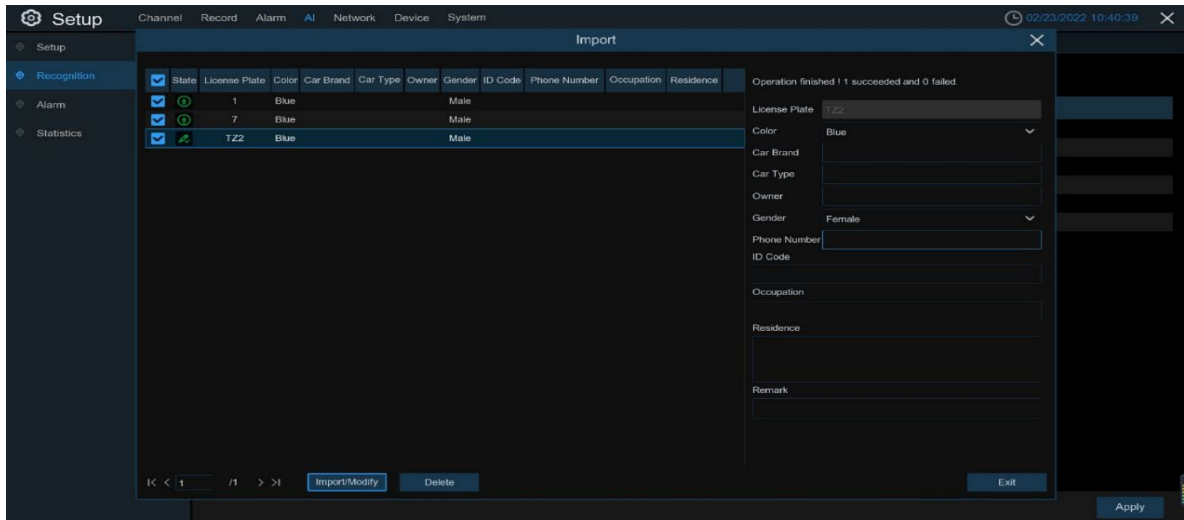 Setup Channel Record Alarm AI Network Device System 02/23/2022 10:40:39
Import
Setup
Recognition
Alarm
Statistics
State License Plate Color Car Brand Car Type Owner Gender ID Code Phone Number Occupation Residence
1 Blue Male
7 Blue Male
TZ2 Blue Male
Operation finished ! 1 succeeded and 0 failed.
License Plate TZ2
Color Blue
Car Brand
Car Type
Owner
Gender Female
Phone Number
ID Code
Occupation
Residence
Remark
1 /1 Import/Modify Delete Exit
Apply